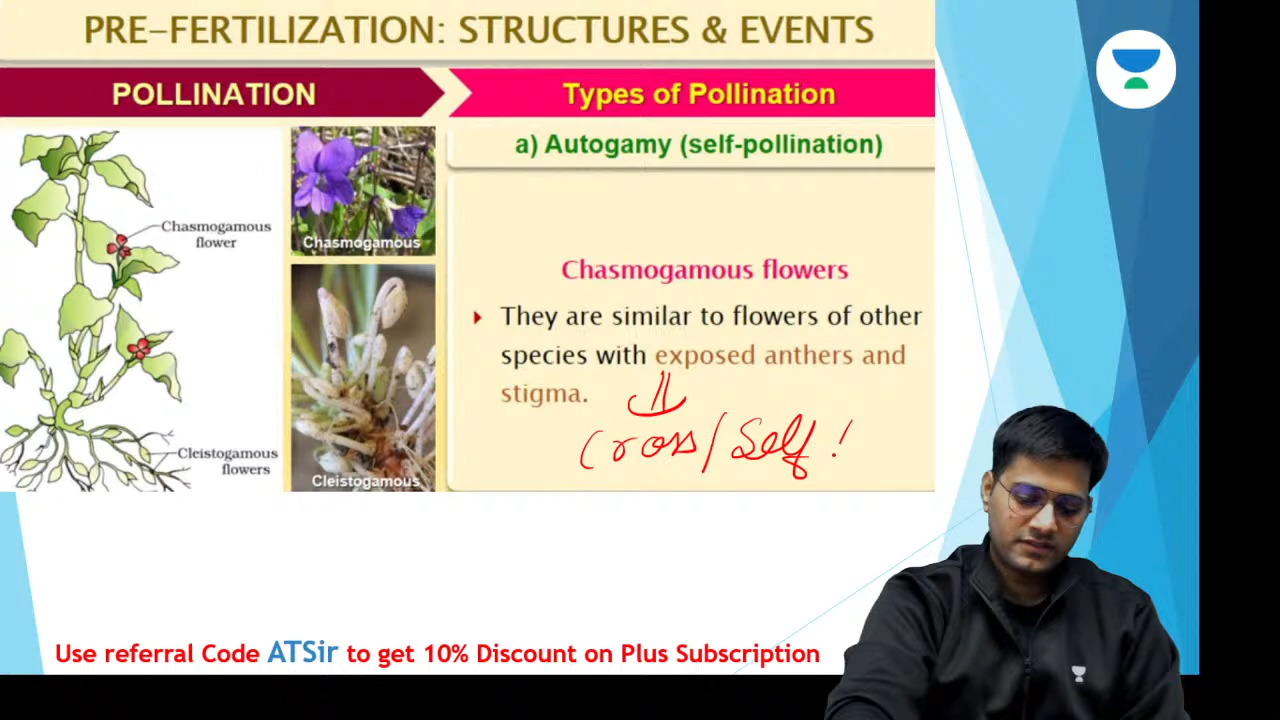 PRE-FERTILIZATION: STRUCTURES & EVENTS
POLLINATION
Types of Pollination
a) Autogamy (self-pollination)
Chasmogamous
flower
Cleistogamous
flowers
Chasmogamous
Cleistogamous
Chasmogamous flowers
They are similar to flowers of other
species with exposed anthers and
stigma.
Cross/Self !
Use referral Code ATSir to get 10% Discount on Plus Subscription